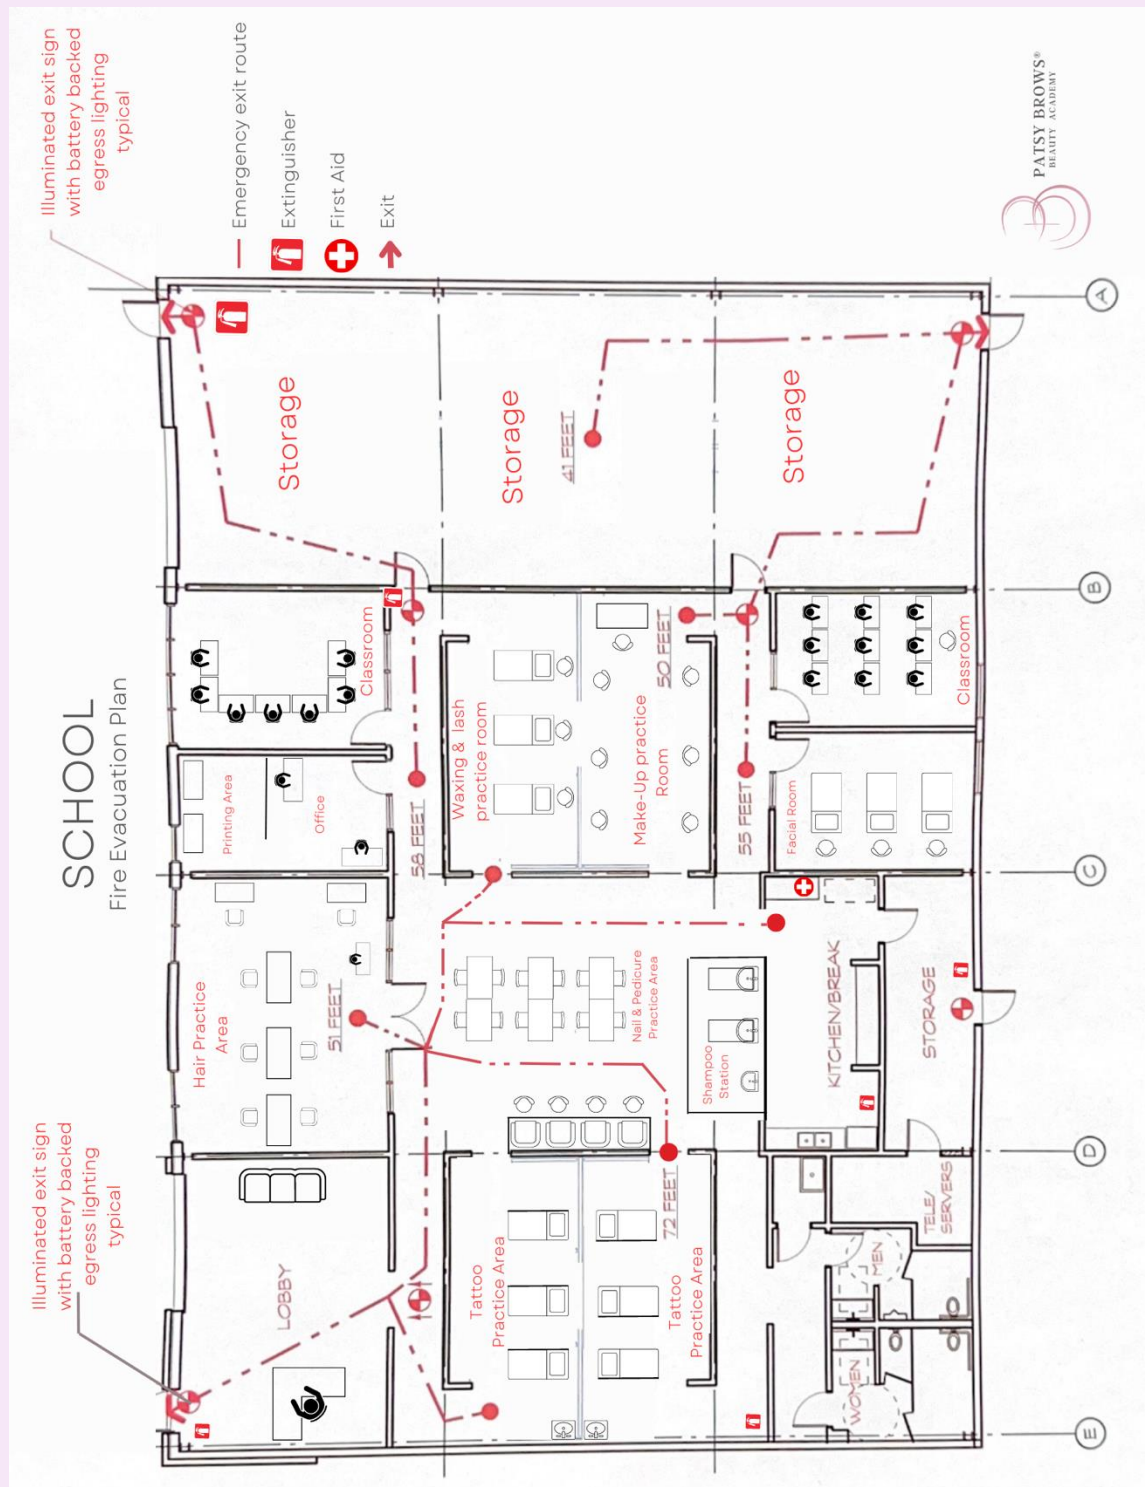 SCHOOL
Fire Evacuation Plan
Illuminated exit sign
with battery backed
egress lighting
typical
Illuminated exit sign
with battery backed
egress lighting
typical
Emergency exit route
Extinguisher
First Aid
Exit
PATSY BROWS®
BEAUTY ACADEMY
LOBBY
Hair Practice
Area
51 FEET
Printing Area
Office
Classroom
58 FEET
Storage
Storage
Storage
41 FEET
Waxing & lash
practice room
Make-Up practice
Room
50 FEET
55 FEET
Nail & Pedicure
Practice Area
Shampoo
Station
Tattoo
Practice Area
Tattoo
Practice Area
72 FEET
Facial Room
Classroom
KITCHEN/BREAK
STORAGE
TELE/
SERVERS
MEN
WOMEN
E
D
C
B
A